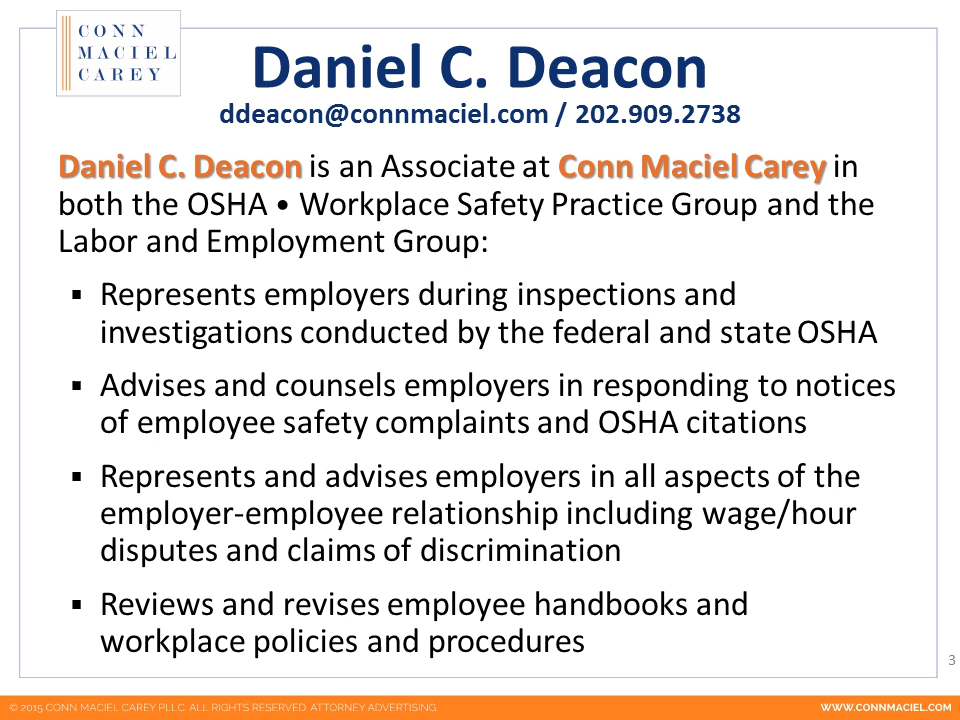 CONN
MACIEL
CAREY
Daniel C. Deacon
ddeacon@connmaciel.com / 202.909.2738
Daniel C. Deacon is an Associate at Conn Maciel Carey in
both the OSHA • Workplace Safety Practice Group and the
Labor and Employment Group:
▪ Represents employers during inspections and
investigations conducted by the federal and state OSHA
▪ Advises and counsels employers in responding to notices
of employee safety complaints and OSHA citations
▪ Represents and advises employers in all aspects of the
employer-employee relationship including wage/hour
disputes and claims of discrimination
▪ Reviews and revises employee handbooks and
workplace policies and procedures
3
© 2015 CONN MACIEL CAREY PLLC. ALL RIGHTS RESERVED. ATTORNEY ADVERTISING.
WWW.CONNMACIEL.COM